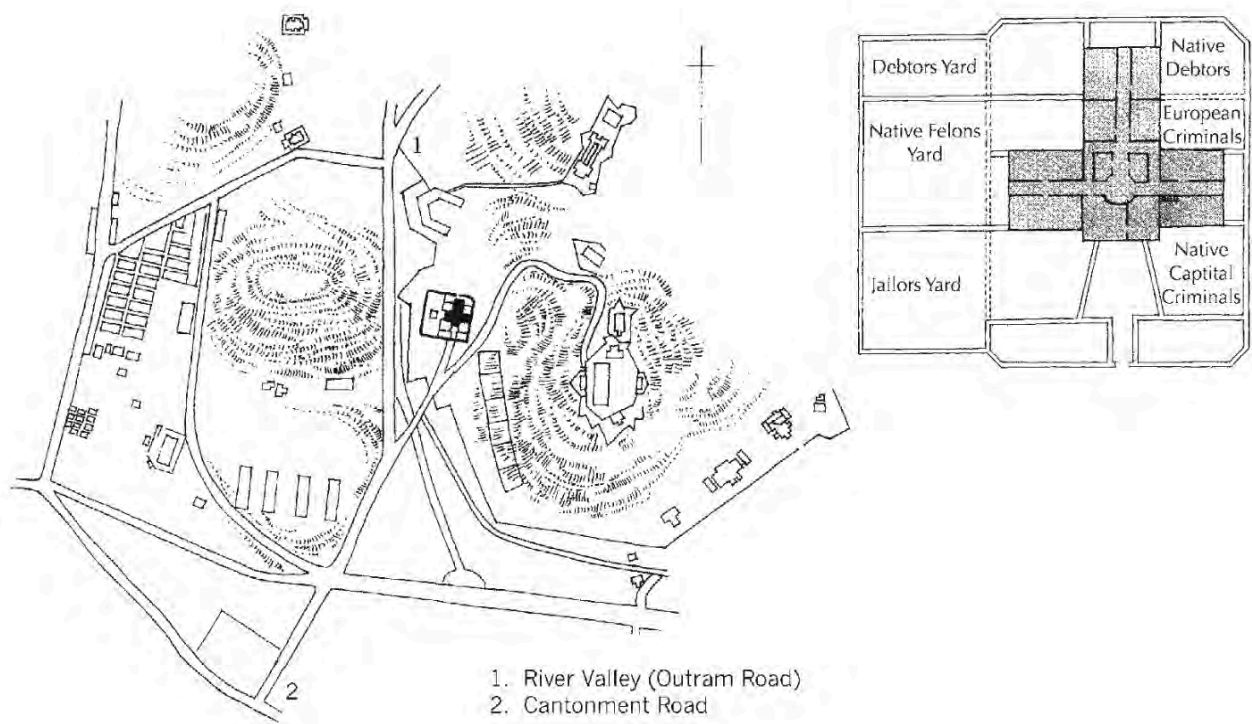 1
2
1. River Valley (Outram Road)
2. Cantonment Road
Debtors Yard
Native
Debtors
Native Felons
Yard
European
Criminals
Jailors Yard
Native
Captital
Criminals